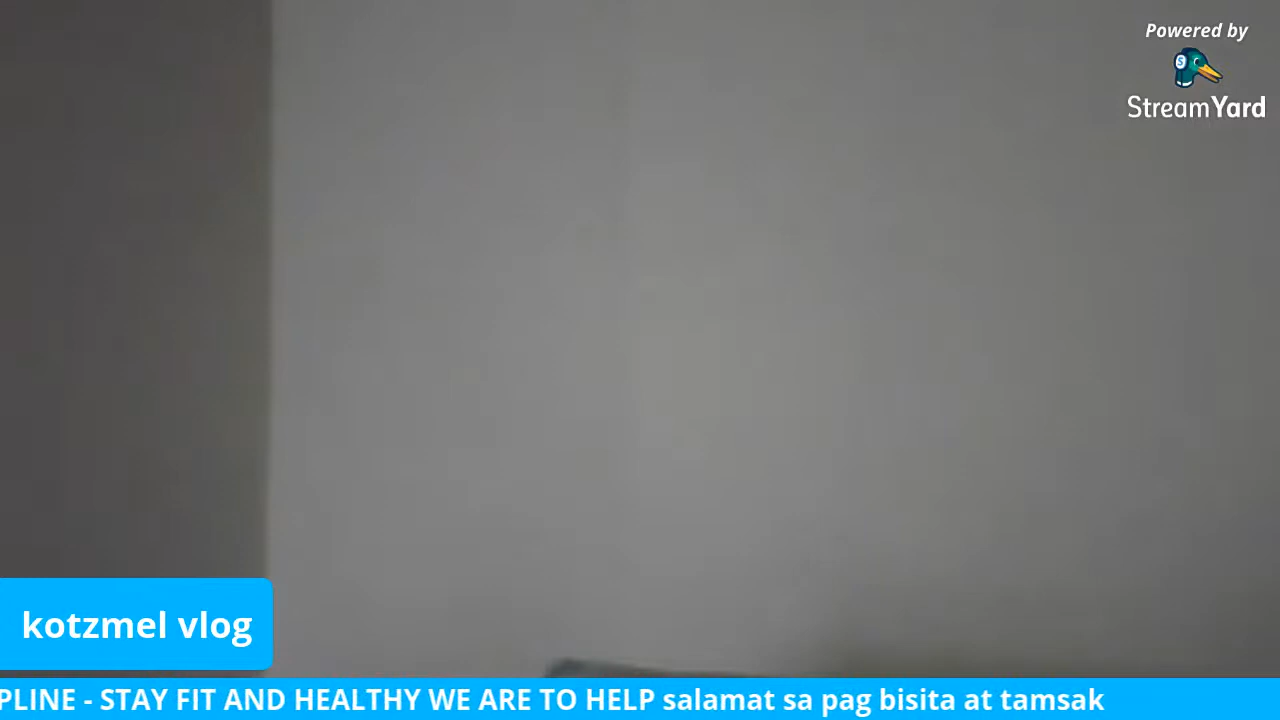 Powered by
StreamYard
kotzmel vlog
PLINE - STAY FIT AND HEALTHY WE ARE TO HELP salamat sa pag bisita at tamsak